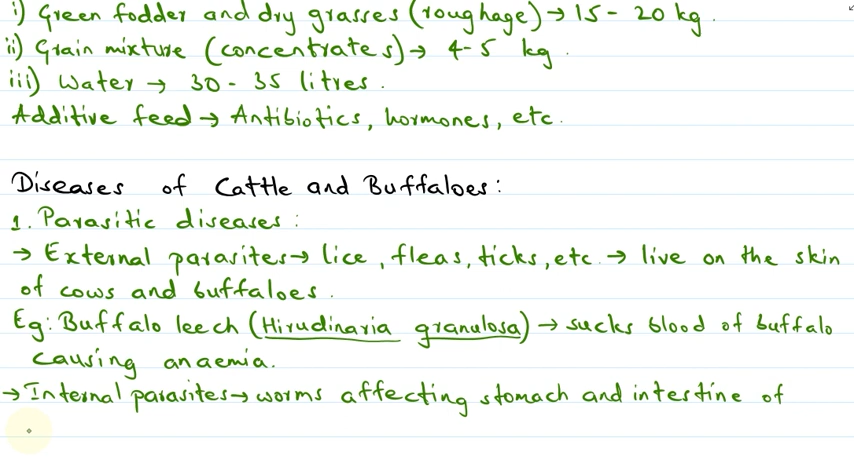 i) Green fodder and dry grasses (roughage) → 15 - 20 kg.
ii) Grain mixture (concentrates) → 4-5 kg.
iii) Water → 30 - 35 litres.
Additive feed → Antibiotics, hormones, etc.
Diseases of Cattle and Buffaloes:
1. Parasitic diseases:
→ External parasites → lice, fleas, ticks, etc. → live on the skin
of cows and buffaloes.
Eg: Buffalo leech (Hirudinaria granulosa) → sucks blood of buffalo
causing anaemia.
→ Internal parasites → worms affecting stomach and intestine of